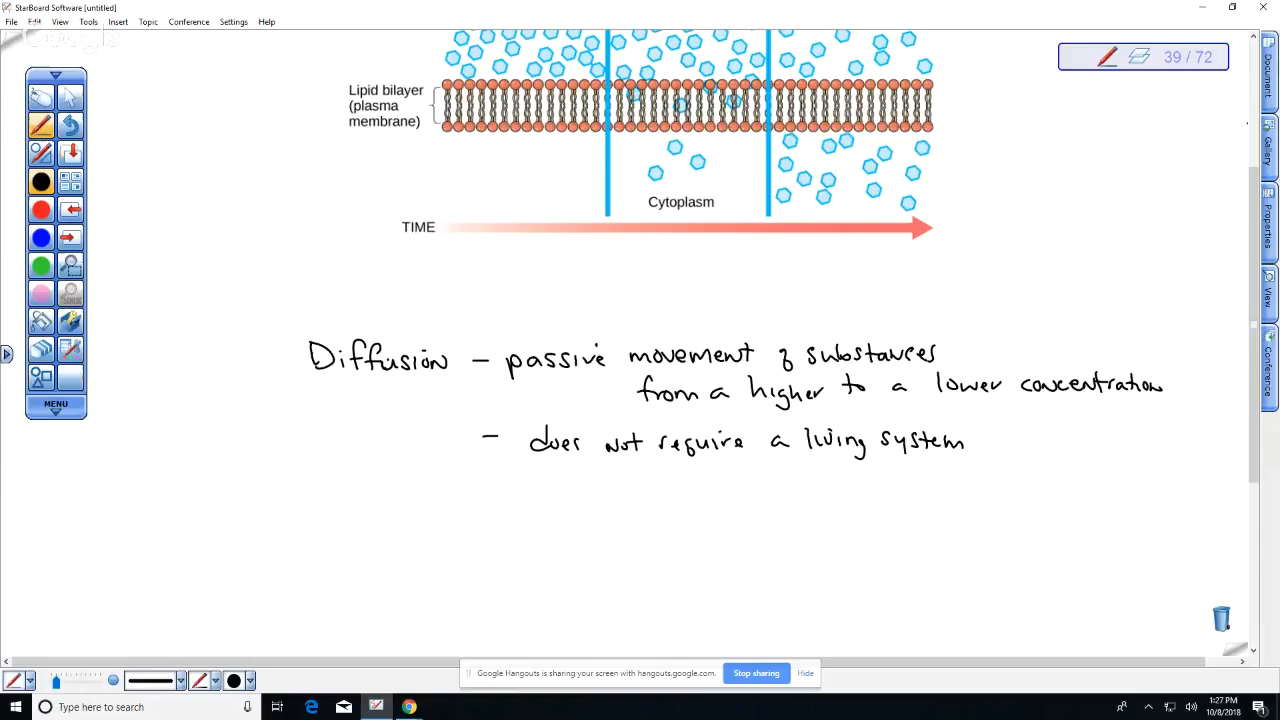 StarBoard Software [untitled]
File Edit View Tools Insert Topic Conference Settings Help
39 / 72
Lipid bilayer
(plasma
membrane)
Cytoplasm
TIME
Diffusion – passive movement of substances
from a higher to a lower concentration
– does not require a living system
MENU
Document
Gallery
Properties
View
Conference
Google Hangouts is sharing your screen with hangouts.google.com. Stop sharing Hide
Type here to search
1:27 PM
10/8/2018